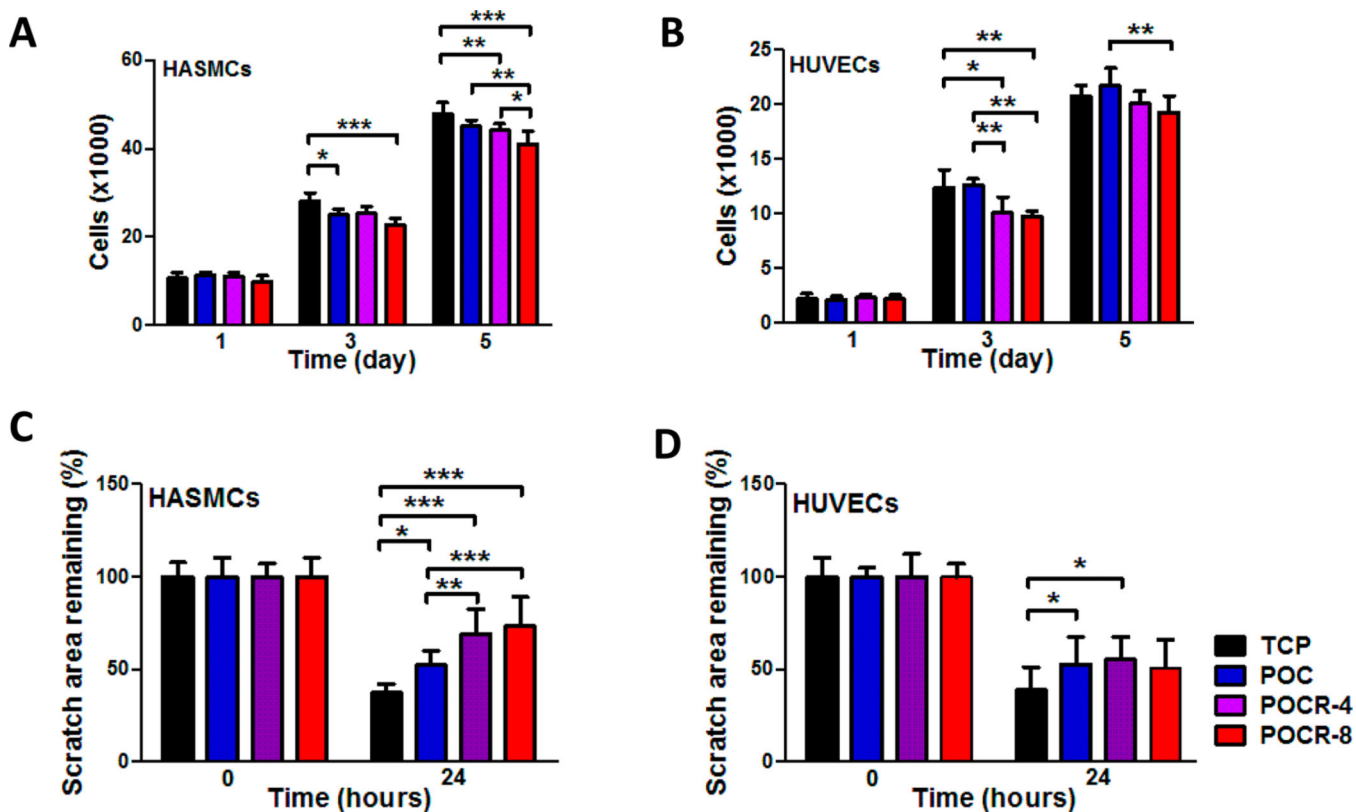 A
HASMCs
Cells (x1000)
60
40
20
0
***
*
***
**
**
*
1
3
5
Time (day)
B
HUVECs
Cells (x1000)
25
20
15
10
5
0
**
*
**
**
**
1
3
5
Time (day)
C
HASMCs
Scratch area remaining (%)
150
100
50
0
***
***
*
***
**
0
24
Time (hours)
D
HUVECs
Scratch area remaining (%)
150
100
50
0
*
*
0
24
Time (hours)
TCP
POC
POCR-4
POCR-8